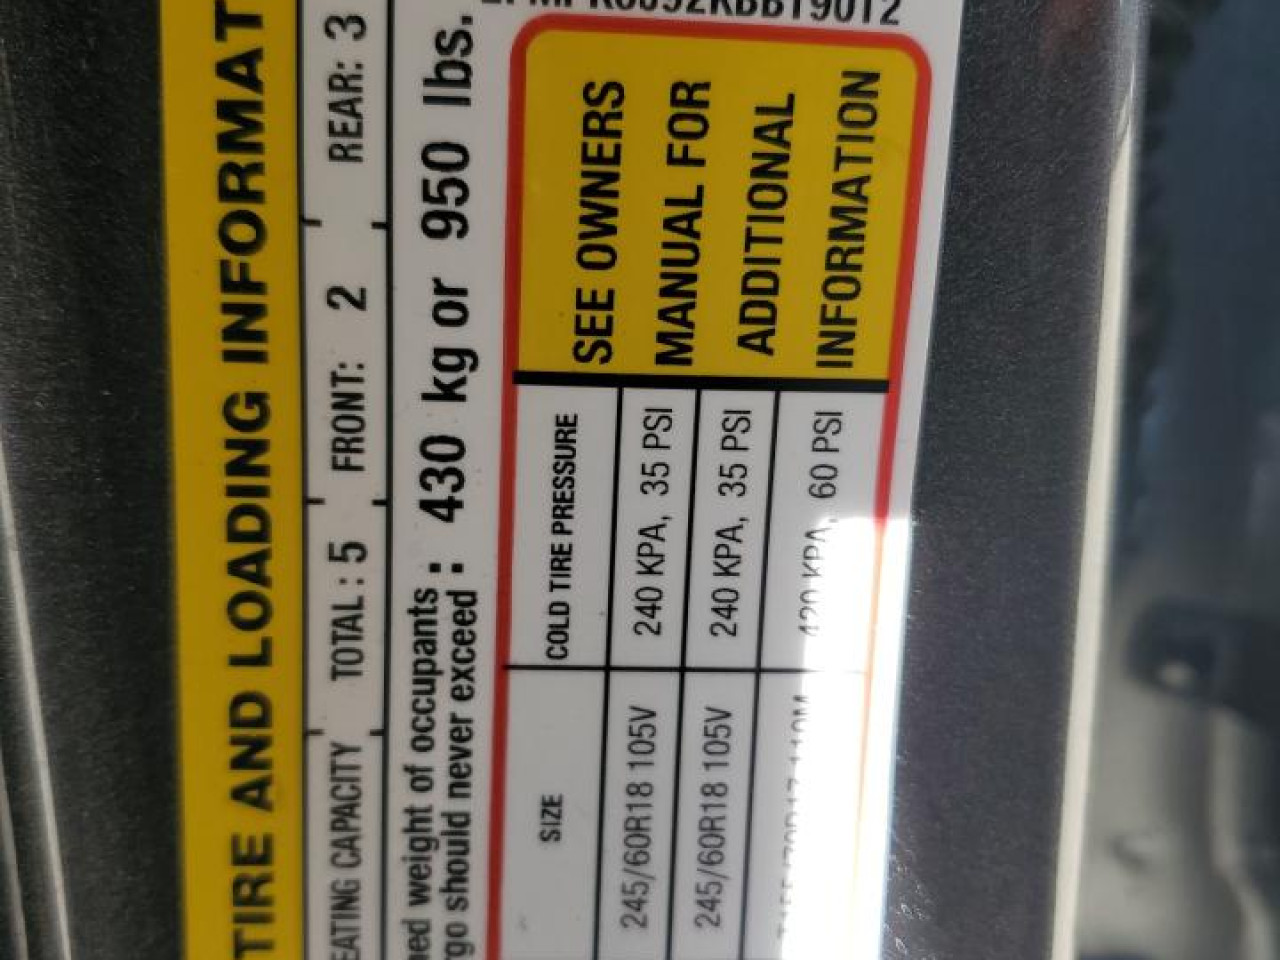 TIRE AND LOADING INFORMAT
EATING CAPACITY TOTAL : 5 FRONT: 2 REAR: 3
ned weight of occupants
rgo should never exceed : 430 kg or 950 lbs.
SIZE COLD TIRE PRESSURE
245/60R18 105V 240 KPA, 35 PSI
245/60R18 105V 240 KPA, 35 PSI
420 KPA, 60 PSI
SEE OWNERS
MANUAL FOR
ADDITIONAL
INFORMATION